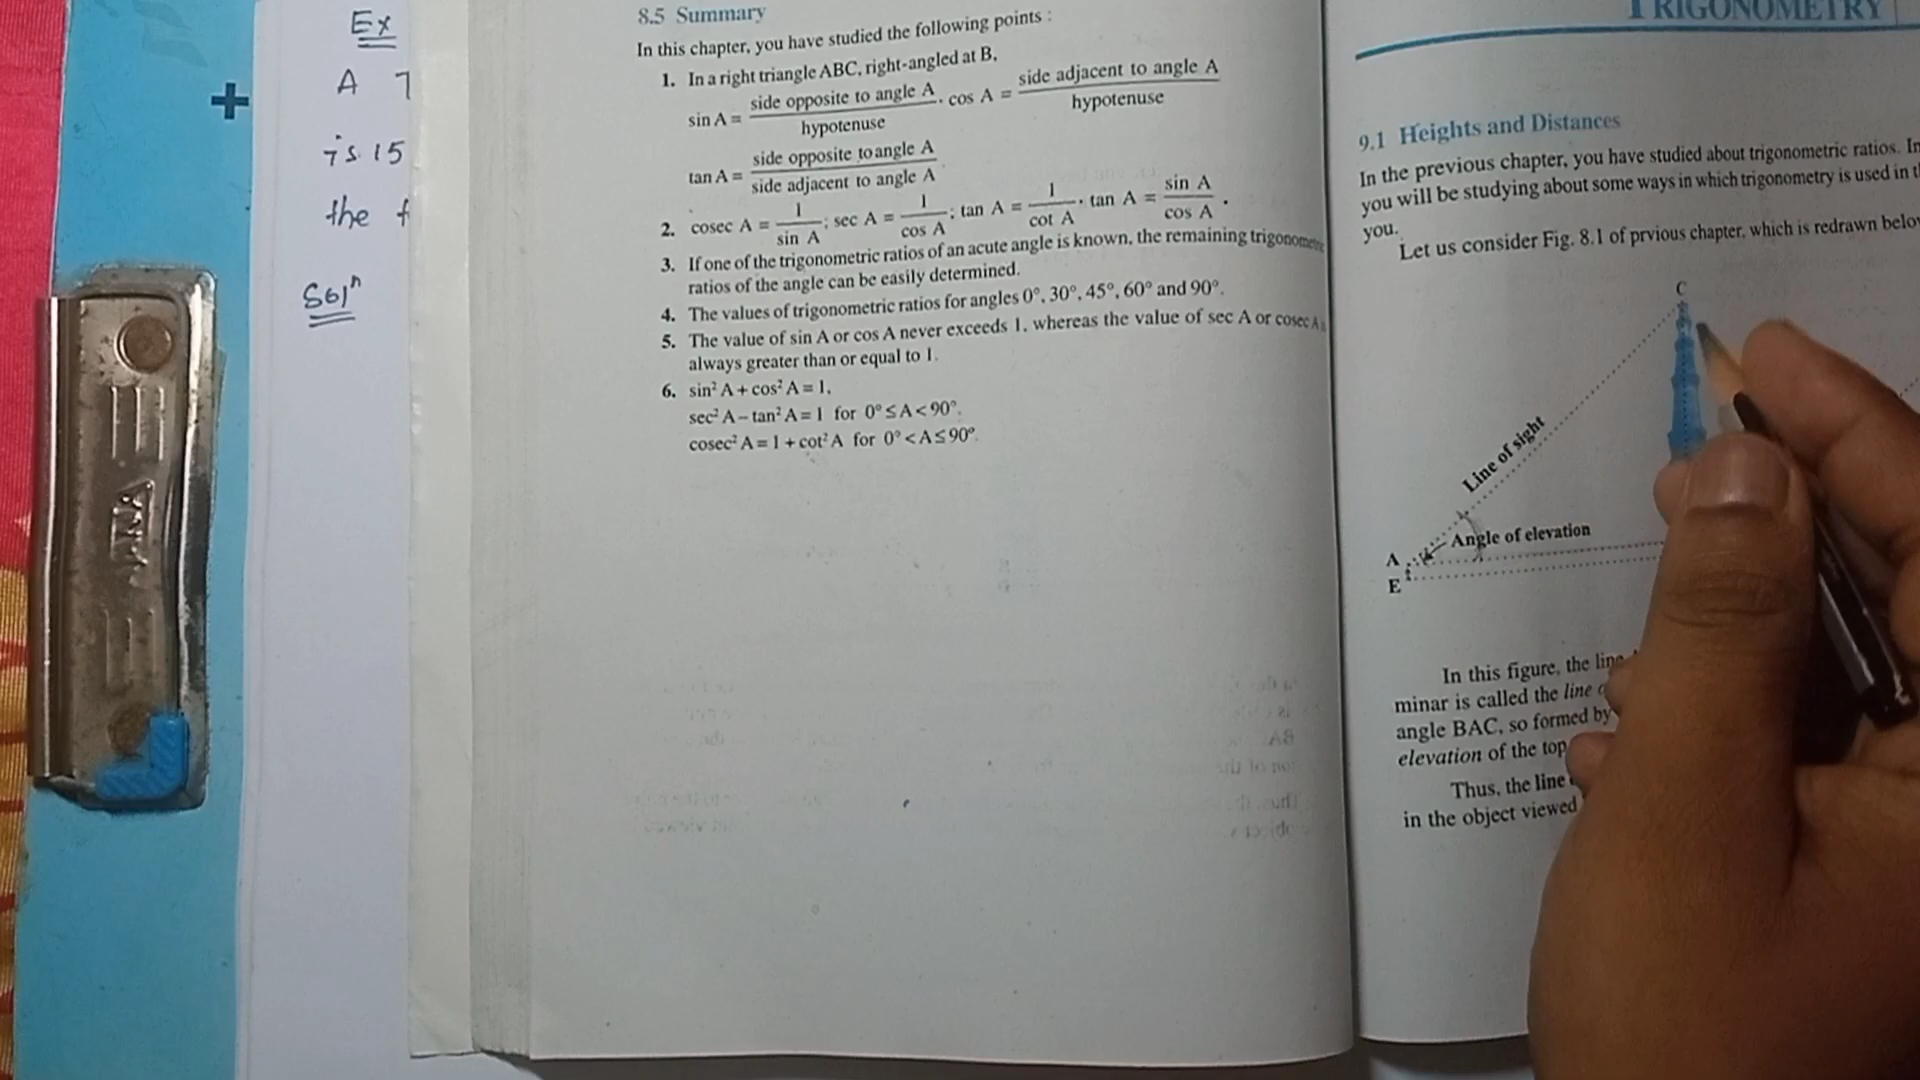 Ex
A 7
is 15
the f
Solⁿ
8.5 Summary
In this chapter, you have studied the following points :
1. In a right triangle ABC, right-angled at B,
sin A = side opposite to angle A / hypotenuse, cos A = side adjacent to angle A / hypotenuse
tan A = side opposite to angle A / side adjacent to angle A.
2. cosec A = 1 / sin A; sec A = 1 / cos A; tan A = 1 / cot A, tan A = sin A / cos A.
3. If one of the trigonometric ratios of an acute angle is known, the remaining trigonometric
ratios of the angle can be easily determined.
4. The values of trigonometric ratios for angles 0°, 30°, 45°, 60° and 90°.
5. The value of sin A or cos A never exceeds 1, whereas the value of sec A or cosec A is
always greater than or equal to 1.
6. sin² A + cos² A = 1,
sec² A – tan² A = 1 for 0° ≤ A < 90°,
cosec² A = 1 + cot² A for 0° < A ≤ 90°.
TRIGONOMETRY
9.1 Heights and Distances
In the previous chapter, you have studied about trigonometric ratios. In
you will be studying about some ways in which trigonometry is used in
you.
Let us consider Fig. 8.1 of prvious chapter, which is redrawn below
C
Line of sight
Angle of elevation
A
E
In this figure, the line
minar is called the line
angle BAC, so formed by
elevation of the top
Thus, the line
in the object viewed